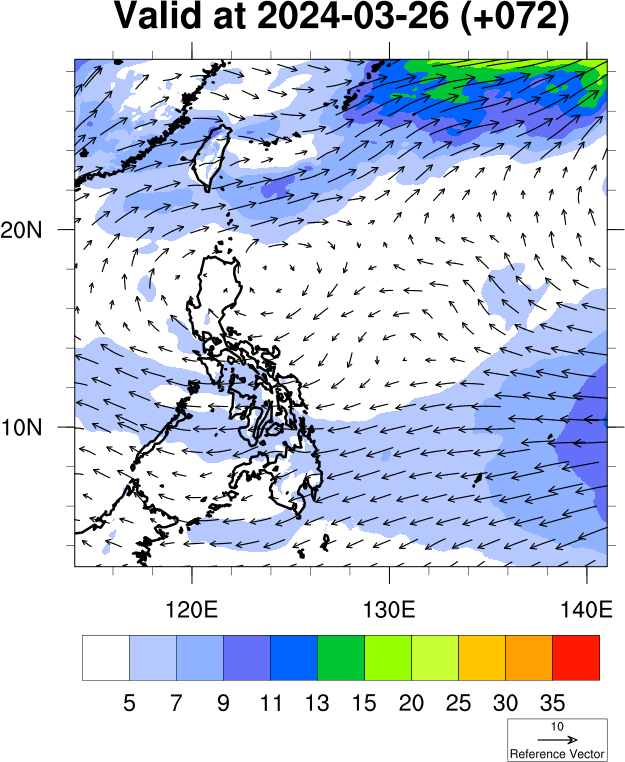 Valid at 2024-03-26 (+072)
20N
10N
120E 130E 140E
5 7 9 11 13 15 20 25 30 35
10
Reference Vector